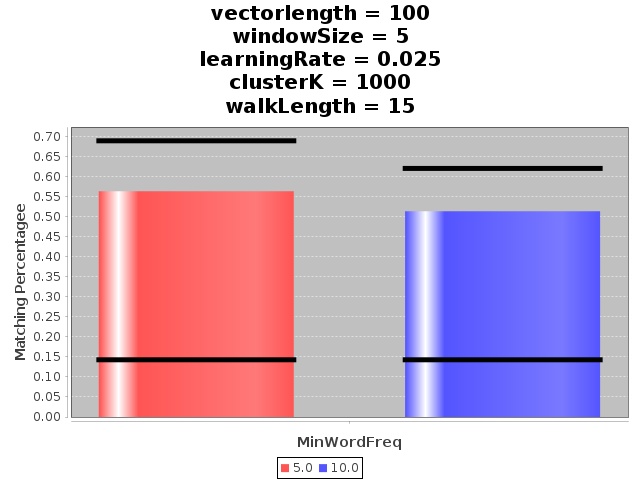 vectorlength = 100
windowSize = 5
learningRate = 0.025
clusterK = 1000
walkLength = 15
Matching Percentagee
0.70
0.65
0.60
0.55
0.50
0.45
0.40
0.35
0.30
0.25
0.20
0.15
0.10
0.05
0.00
MinWordFreq
5.0 10.0